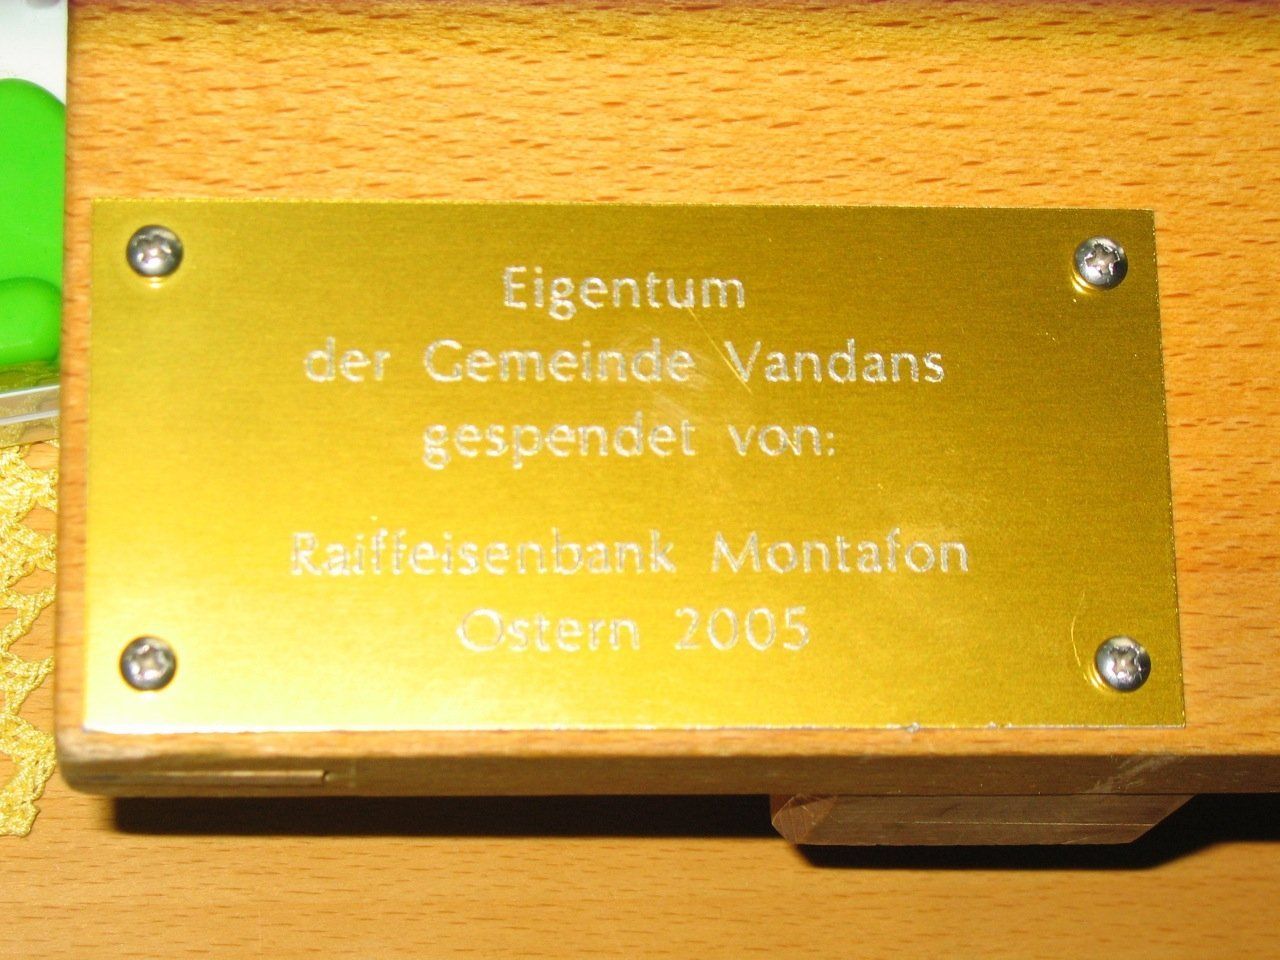 Eigentum
der Gemeinde Vandans
gespendet von:
Raiffeisenbank Montafon
Ostern 2005